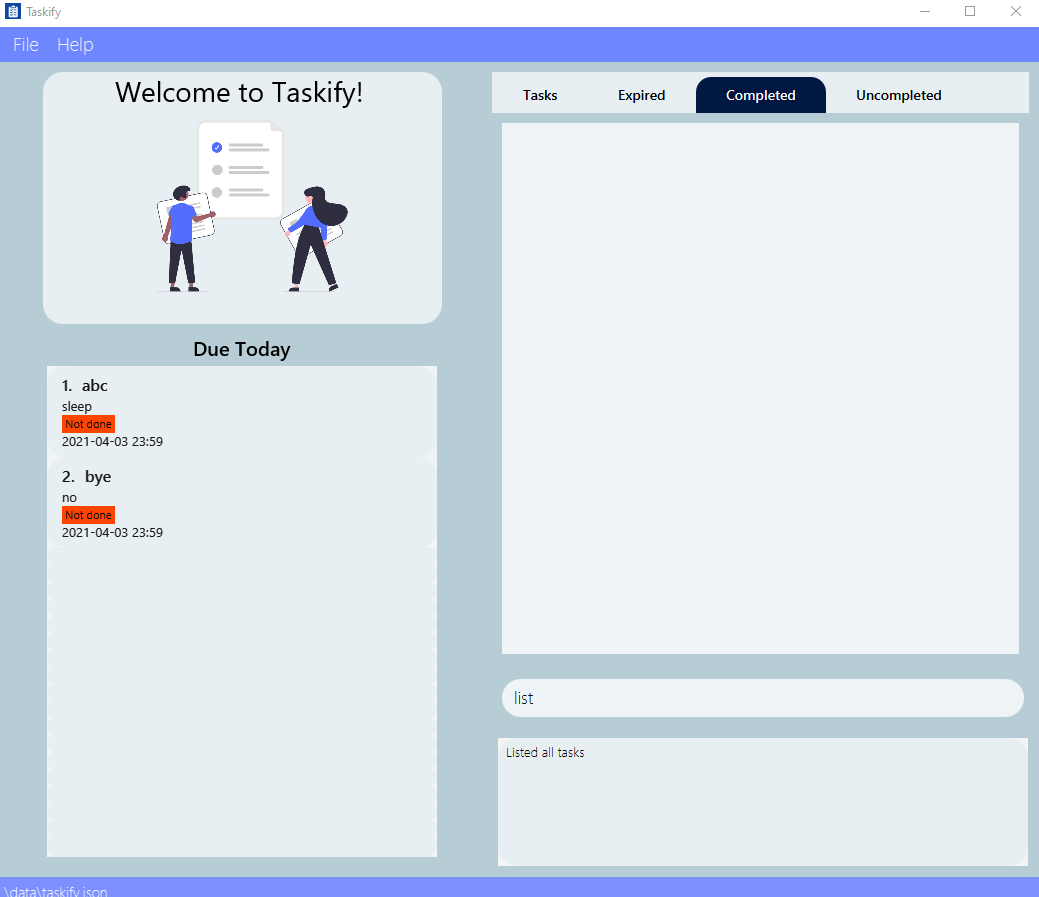 Taskify
File Help
Welcome to Taskify!
Due Today
1. abc
sleep
Not done
2021-04-03 23:59
2. bye
no
Not done
2021-04-03 23:59
Tasks Expired Completed Uncompleted
list
Listed all tasks
\data\taskify.json